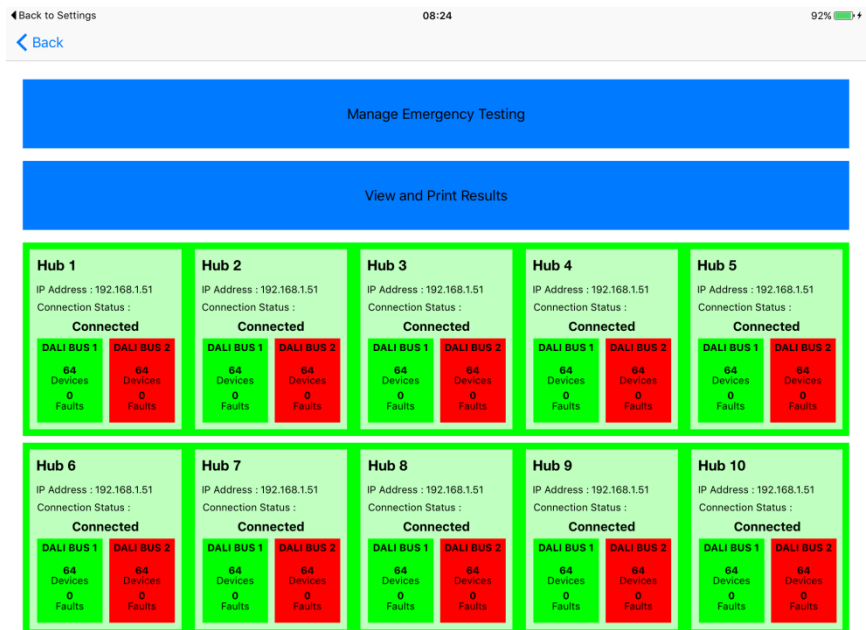 Back to Settings 08:24 92%
Back
Manage Emergency Testing
View and Print Results
Hub 1 Hub 2 Hub 3 Hub 4 Hub 5
IP Address : 192.168.1.51 IP Address : 192.168.1.51 IP Address : 192.168.1.51 IP Address : 192.168.1.51 IP Address : 192.168.1.51
Connection Status : Connection Status : Connection Status : Connection Status : Connection Status :
Connected Connected Connected Connected Connected
DALI BUS 1 DALI BUS 2 DALI BUS 1 DALI BUS 2 DALI BUS 1 DALI BUS 2 DALI BUS 1 DALI BUS 2 DALI BUS 1 DALI BUS 2
64 64 64 64 64 64 64 64 64 64
Devices Devices Devices Devices Devices Devices Devices Devices Devices Devices
0 0 0 0 0 0 0 0 0 0
Faults Faults Faults Faults Faults Faults Faults Faults Faults Faults
Hub 6 Hub 7 Hub 8 Hub 9 Hub 10
IP Address : 192.168.1.51 IP Address : 192.168.1.51 IP Address : 192.168.1.51 IP Address : 192.168.1.51 IP Address : 192.168.1.51
Connection Status : Connection Status : Connection Status : Connection Status : Connection Status :
Connected Connected Connected Connected Connected
DALI BUS 1 DALI BUS 2 DALI BUS 1 DALI BUS 2 DALI BUS 1 DALI BUS 2 DALI BUS 1 DALI BUS 2 DALI BUS 1 DALI BUS 2
64 64 64 64 64 64 64 64 64 64
Devices Devices Devices Devices Devices Devices Devices Devices Devices Devices
0 0 0 0 0 0 0 0 0 0
Faults Faults Faults Faults Faults Faults Faults Faults Faults Faults